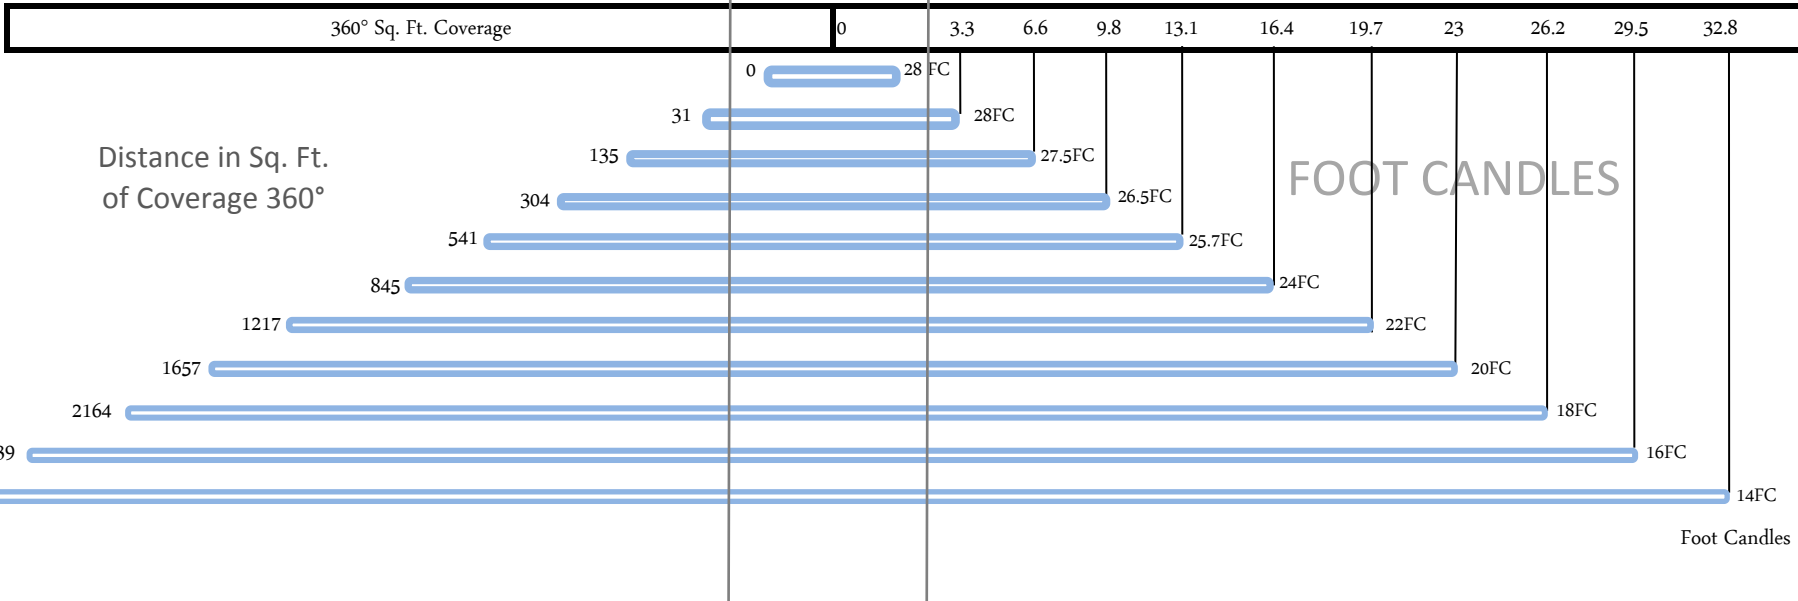 360° Sq. Ft. Coverage 0 3.3 6.6 9.8 13.1 16.4 19.7 23 26.2 29.5 32.8
0 28 FC
31 28FC
Distance in Sq. Ft.
of Coverage 360°
135 27.5FC
FOOT CANDLES
304 26.5FC
541 25.7FC
845 24FC
1217 22FC
1657 20FC
2164 18FC
39 16FC
14FC
Foot Candles